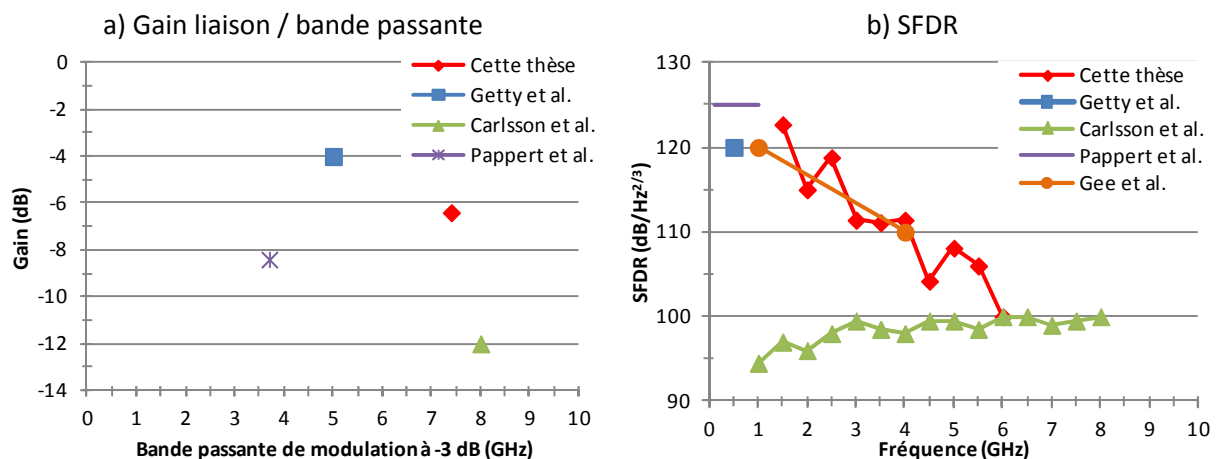 a) Gain liaison / bande passante
0
-2
-4
-6
-8
-10
-12
-14
Gain (dB)
0 1 2 3 4 5 6 7 8 9 10
Bande passante de modulation à -3 dB (GHz)
Cette thèse
Getty et al.
Carlsson et al.
Pappert et al.
b) SFDR
130
120
110
100
90
SFDR (dB/Hz2/3)
0 1 2 3 4 5 6 7 8 9 10
Fréquence (GHz)
Cette thèse
Getty et al.
Carlsson et al.
Pappert et al.
Gee et al.